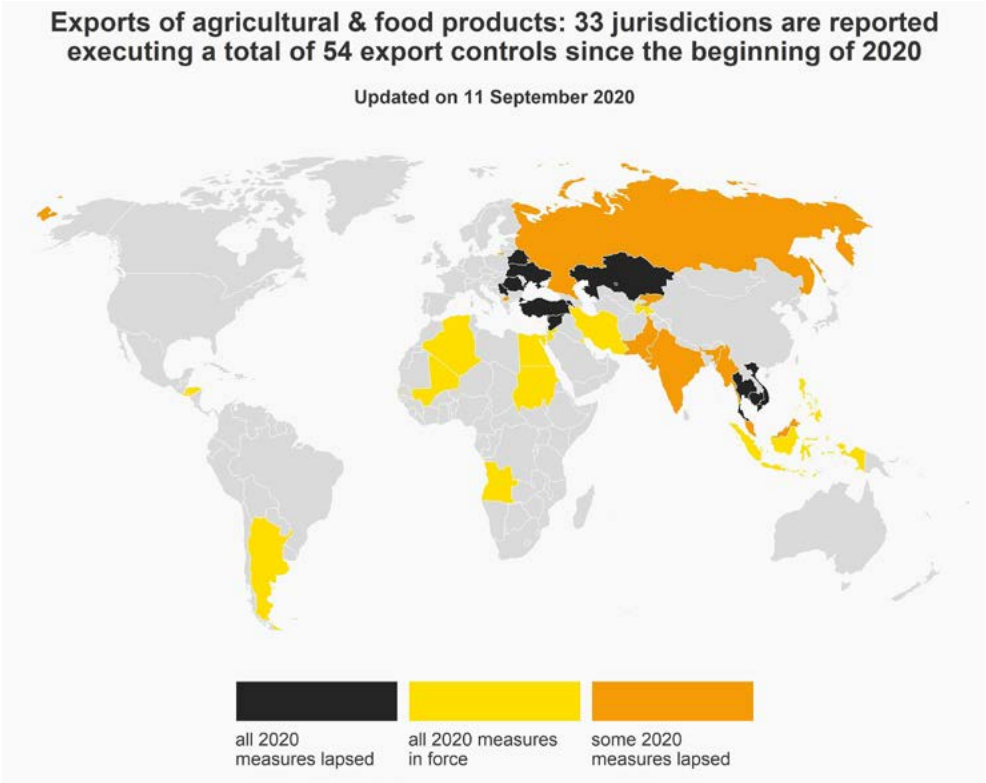 Exports of agricultural & food products: 33 jurisdictions are reported
executing a total of 54 export controls since the beginning of 2020
Updated on 11 September 2020
all 2020
measures lapsed
all 2020 measures
in force
some 2020
measures lapsed